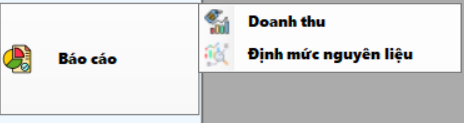 Báo cáo
Doanh thu
Định mức nguyên liệu